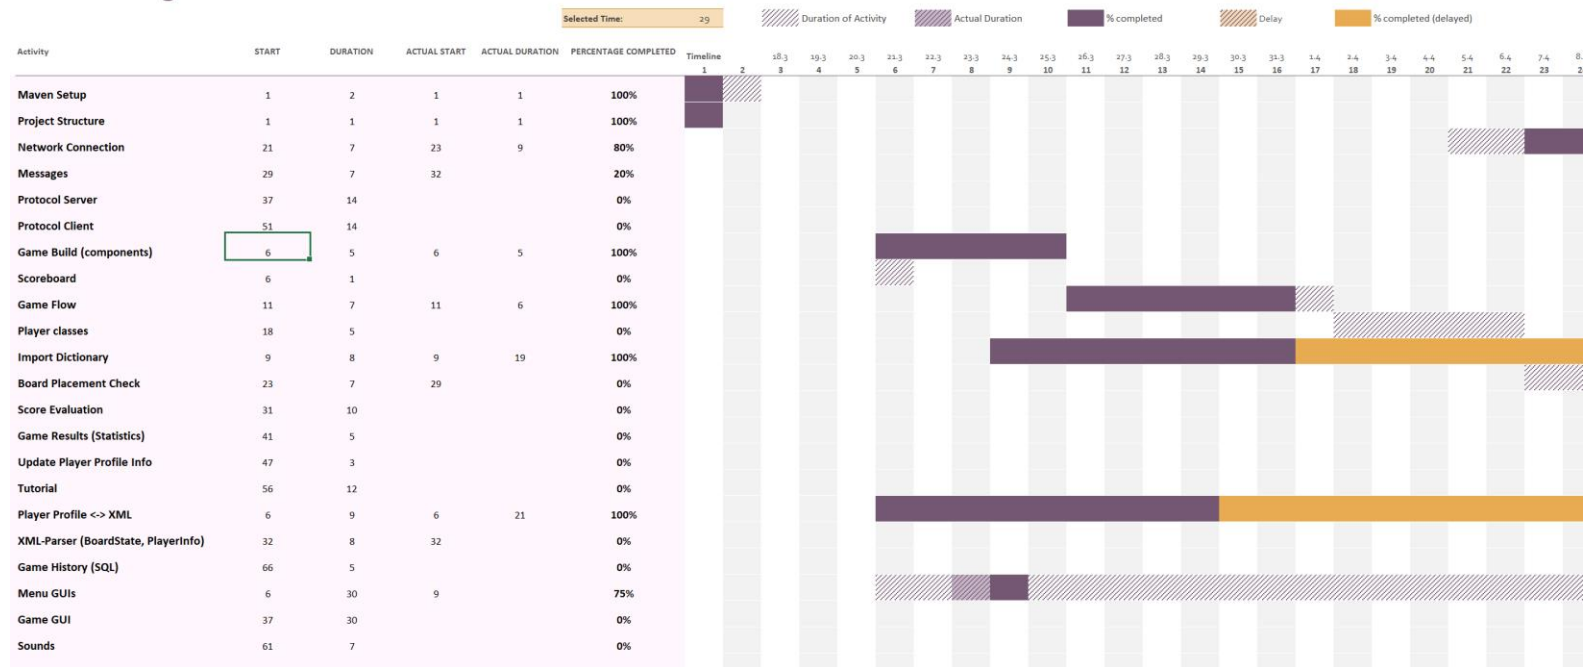 Selected Time: 29 Duration of Activity Actual Duration % completed Delay % completed (delayed)
Activity START DURATION ACTUAL START ACTUAL DURATION PERCENTAGE COMPLETED Timeline 18.3 19.3 20.3 21.3 22.3 23.3 24.3 25.3 26.3 27.3 28.3 29.3 30.3 31.3 1.4 2.4 3.4 4.4 5.4 6.4 7.4
1 2 3 4 5 6 7 8 9 10 11 12 13 14 15 16 17 18 19 20 21 22 23
Maven Setup 1 2 1 1 100%
Project Structure 1 1 1 1 100%
Network Connection 21 7 23 9 80%
Messages 29 7 32 20%
Protocol Server 37 14 0%
Protocol Client 51 14 0%
Game Build (components) 6 5 6 5 100%
Scoreboard 6 1 0%
Game Flow 11 7 11 6 100%
Player classes 18 5 0%
Import Dictionary 9 8 9 19 100%
Board Placement Check 23 7 29 0%
Score Evaluation 31 10 0%
Game Results (Statistics) 41 5 0%
Update Player Profile Info 47 3 0%
Tutorial 56 12 0%
Player Profile <-> XML 6 9 6 21 100%
XML-Parser (BoardState, PlayerInfo) 32 8 32 0%
Game History (SQL) 66 5 0%
Menu GUIs 6 30 9 75%
Game GUI 37 30 0%
Sounds 61 7 0%